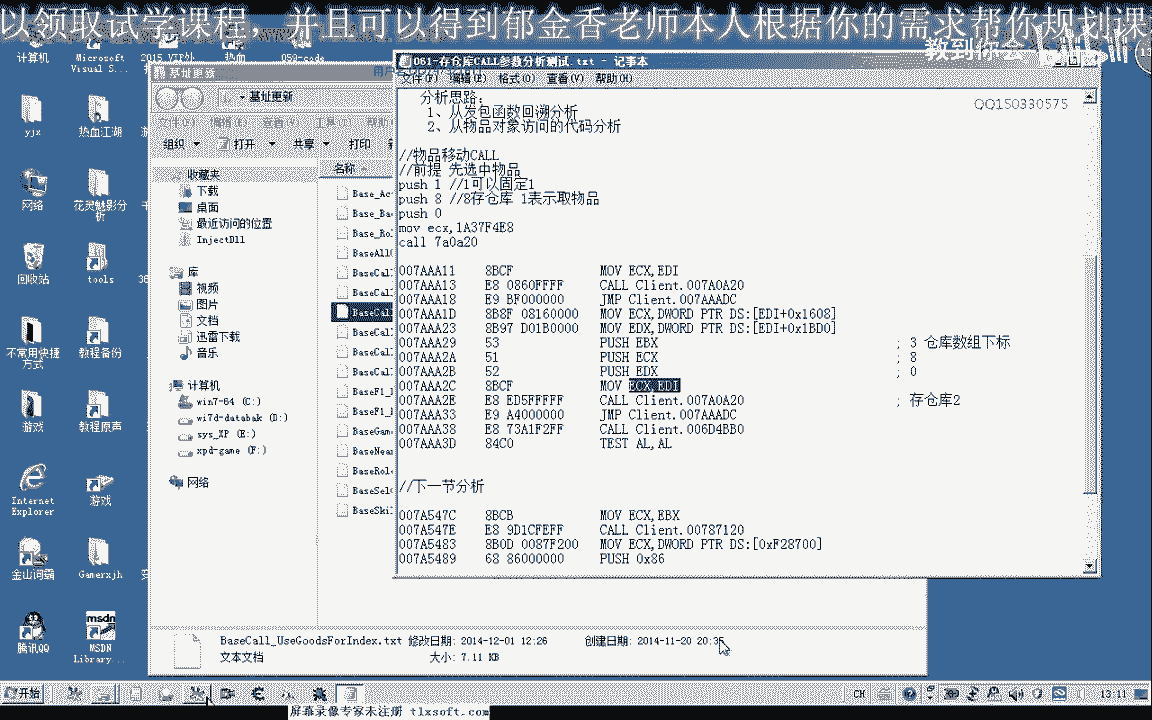 以领取试学课程，并且可以得到郁金香老师本人根据你的需求帮你规划课
教到你会
计算机
Microsoft Visual S...
2015 VIP外
热血
059-code
yjx
热血江湖
网络
花灵魅影分析
回收站
tools
不常用快捷方式
教程备份
游戏
教程原声
Internet Explorer
游戏
金山词霸
Gamerxjh
腾讯QQ
MSDN Library...
基址更新
基址更新
文件(F) 编辑(E) 查看(V) 工具(T) 帮助
组织 打开 共享 打印
收藏夹
下载
桌面
最近访问的位置
InjectDll
库
视频
图片
文档
迅雷下载
音乐
计算机
win7-64 (C:)
wi7d-databak (D:)
sys_XP (E:)
xpd-game (F:)
网络
名称
Base_Ac
Base_Ba
Base_Ro
BaseAllO
BaseCal
BaseCal
BaseCal
BaseCal
BaseCal
BaseCal
BaseF1_
BaseF1_
BaseGam
BaseNea
BaseRol
BaseSel
BaseSki
BaseCall_UseGoodsForIndex.txt 修改日期: 2014-12-01 12:26 创建日期: 2014-11-20 20:35
文本文档 大小: 7.11 KB
061-存仓库CALL参数分析测试.txt - 记事本
文件(F) 编辑(E) 格式(O) 查看(V) 帮助(H)
QQ150330575
分析思路:
1、从发包函数回溯分析
2、从物品对象访问的代码分析
//物品移动CALL
//前提 先选中物品
push 1 //1可以固定1
push 8 //8存仓库 1表示取物品
push 0
mov ecx,1A37F4E8
call 7a0a20
007AAA11 8BCF MOV ECX,EDI
007AAA13 E8 0860FFFF CALL Client.007A0A20
007AAA18 E9 BF000000 JMP Client.007AAADC
007AAA1D 8B8F 08160000 MOV ECX,DWORD PTR DS:[EDI+0x1608]
007AAA23 8B97 D01B0000 MOV EDX,DWORD PTR DS:[EDI+0x1BD0]
007AAA29 53 PUSH EBX ; 3 仓库数组下标
007AAA2A 51 PUSH ECX ; 8
007AAA2B 52 PUSH EDX ; 0
007AAA2C 8BCF MOV ECX,EDI
007AAA2E E8 ED5FFFFF CALL Client.007A0A20 ; 存仓库2
007AAA33 E9 A4000000 JMP Client.007AAADC
007AAA38 E8 73A1F2FF CALL Client.006D4BB0
007AAA3D 84C0 TEST AL,AL
//下一节分析
007A547C 8BCB MOV ECX,EBX
007A547E E8 9D1CFEFF CALL Client.00787120
007A5483 8B0D 0087F200 MOV ECX,DWORD PTR DS:[0xF28700]
007A5489 68 86000000 PUSH 0x86
开始
CH
13:11
屏幕录像专家未注册 tlxsoft.com